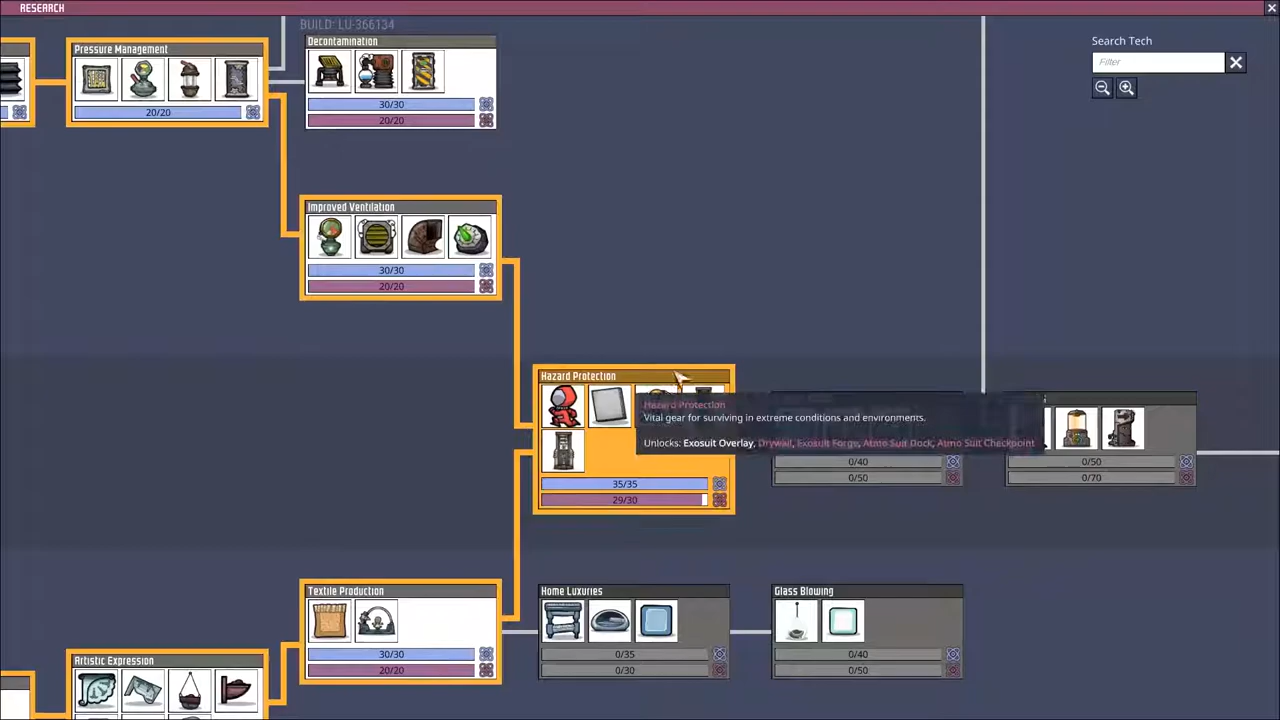 RESEARCH
BUILD: LU-366134
Pressure Management
20/20
Decontamination
30/30
20/20
Search Tech
Filter
Improved Ventilation
30/30
20/20
Hazard Protection
Hazard Protection
Vital gear for surviving in extreme conditions and environments.
Unlocks: Exosuit Overlay, Drywall, Exosuit Forge, Atmo Suit Dock, Atmo Suit Checkpoint
35/35
29/30
0/40
0/50
0/50
0/70
Textile Production
30/30
20/20
Home Luxuries
0/35
0/30
Glass Blowing
0/40
0/50
Artistic Expression